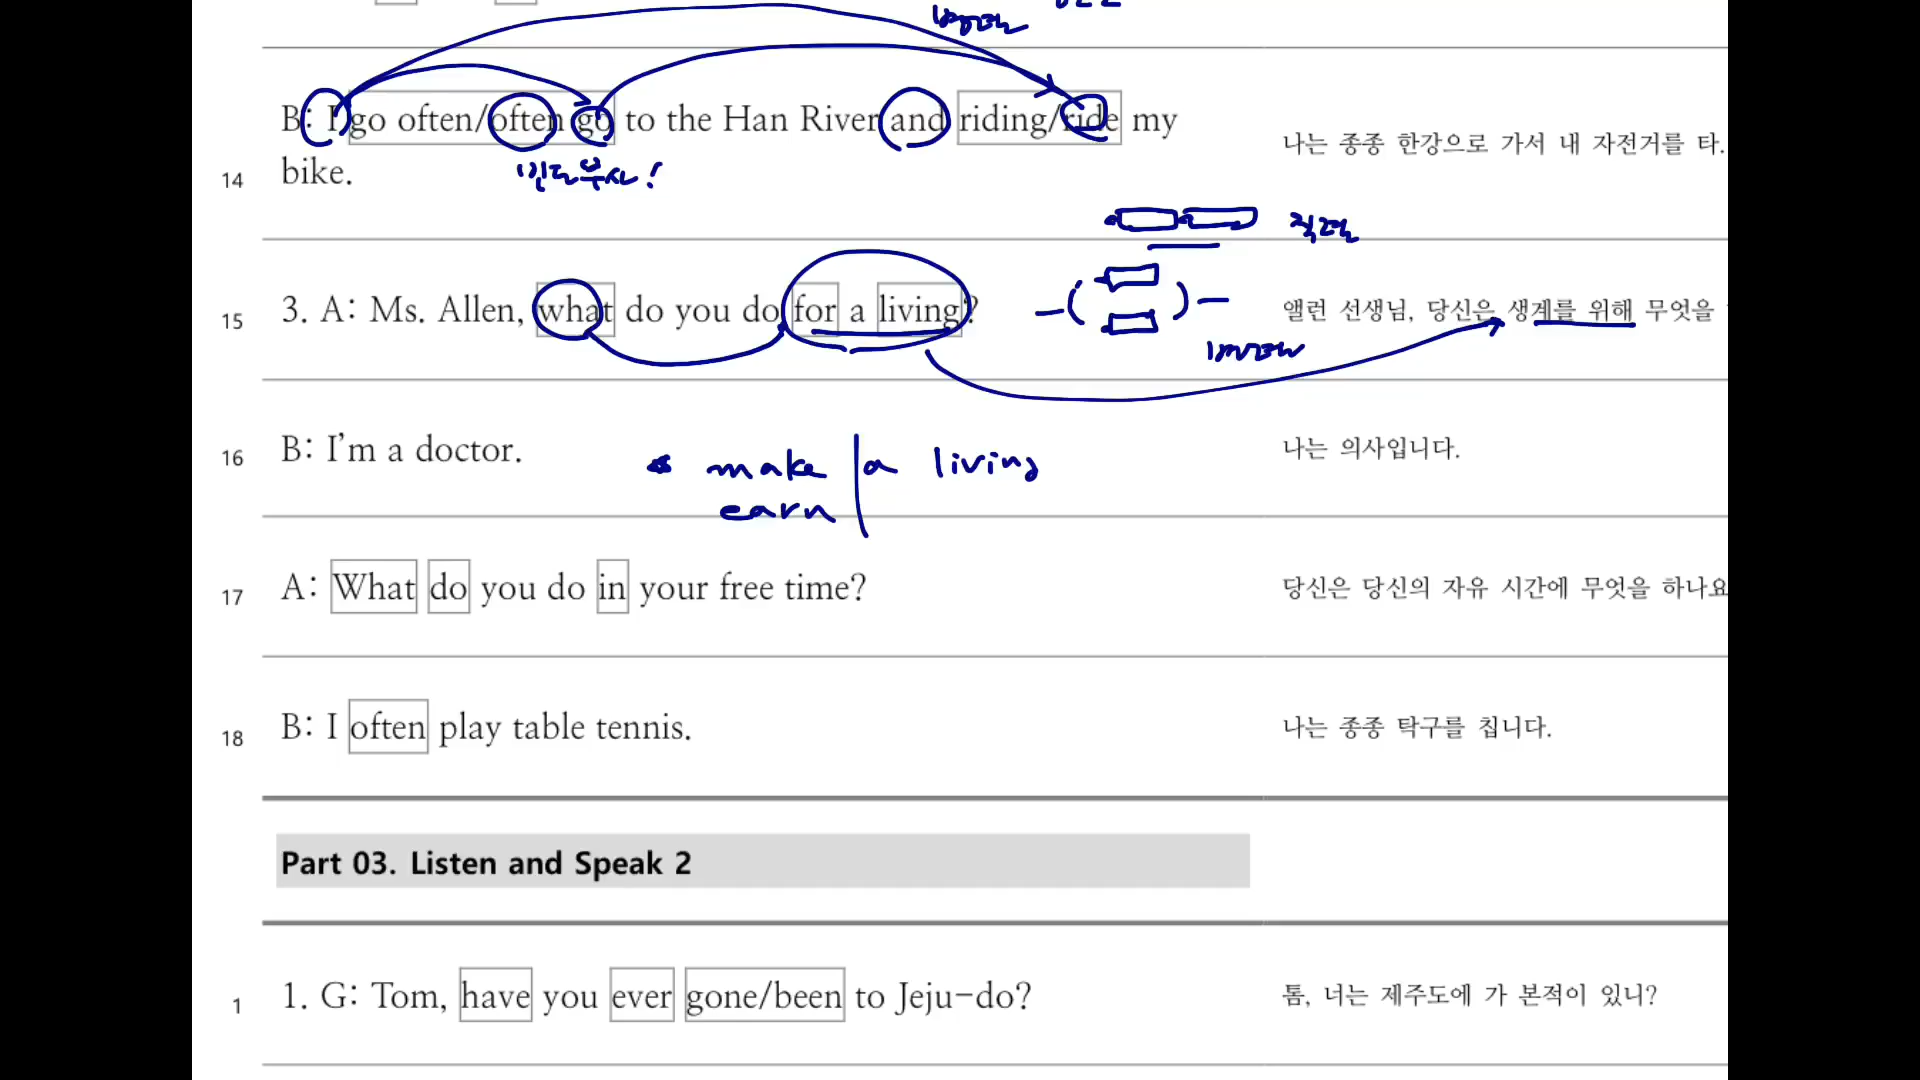 B: I go often/often go to the Han River and riding/ride my
bike.
나는 종종 한강으로 가서 내 자전거를 타.
14
빈도부사!
직렬
3. A: Ms. Allen, what do you do for a living?
앨런 선생님, 당신은 생계를 위해 무엇을
15
B: I'm a doctor.
나는 의사입니다.
16
make a living
earn
A: What do you do in your free time?
당신은 당신의 자유 시간에 무엇을 하나요
17
B: I often play table tennis.
나는 종종 탁구를 칩니다.
18
Part 03. Listen and Speak 2
1. G: Tom, have you ever gone/been to Jeju-do?
톰, 너는 제주도에 가 본적이 있니?
1